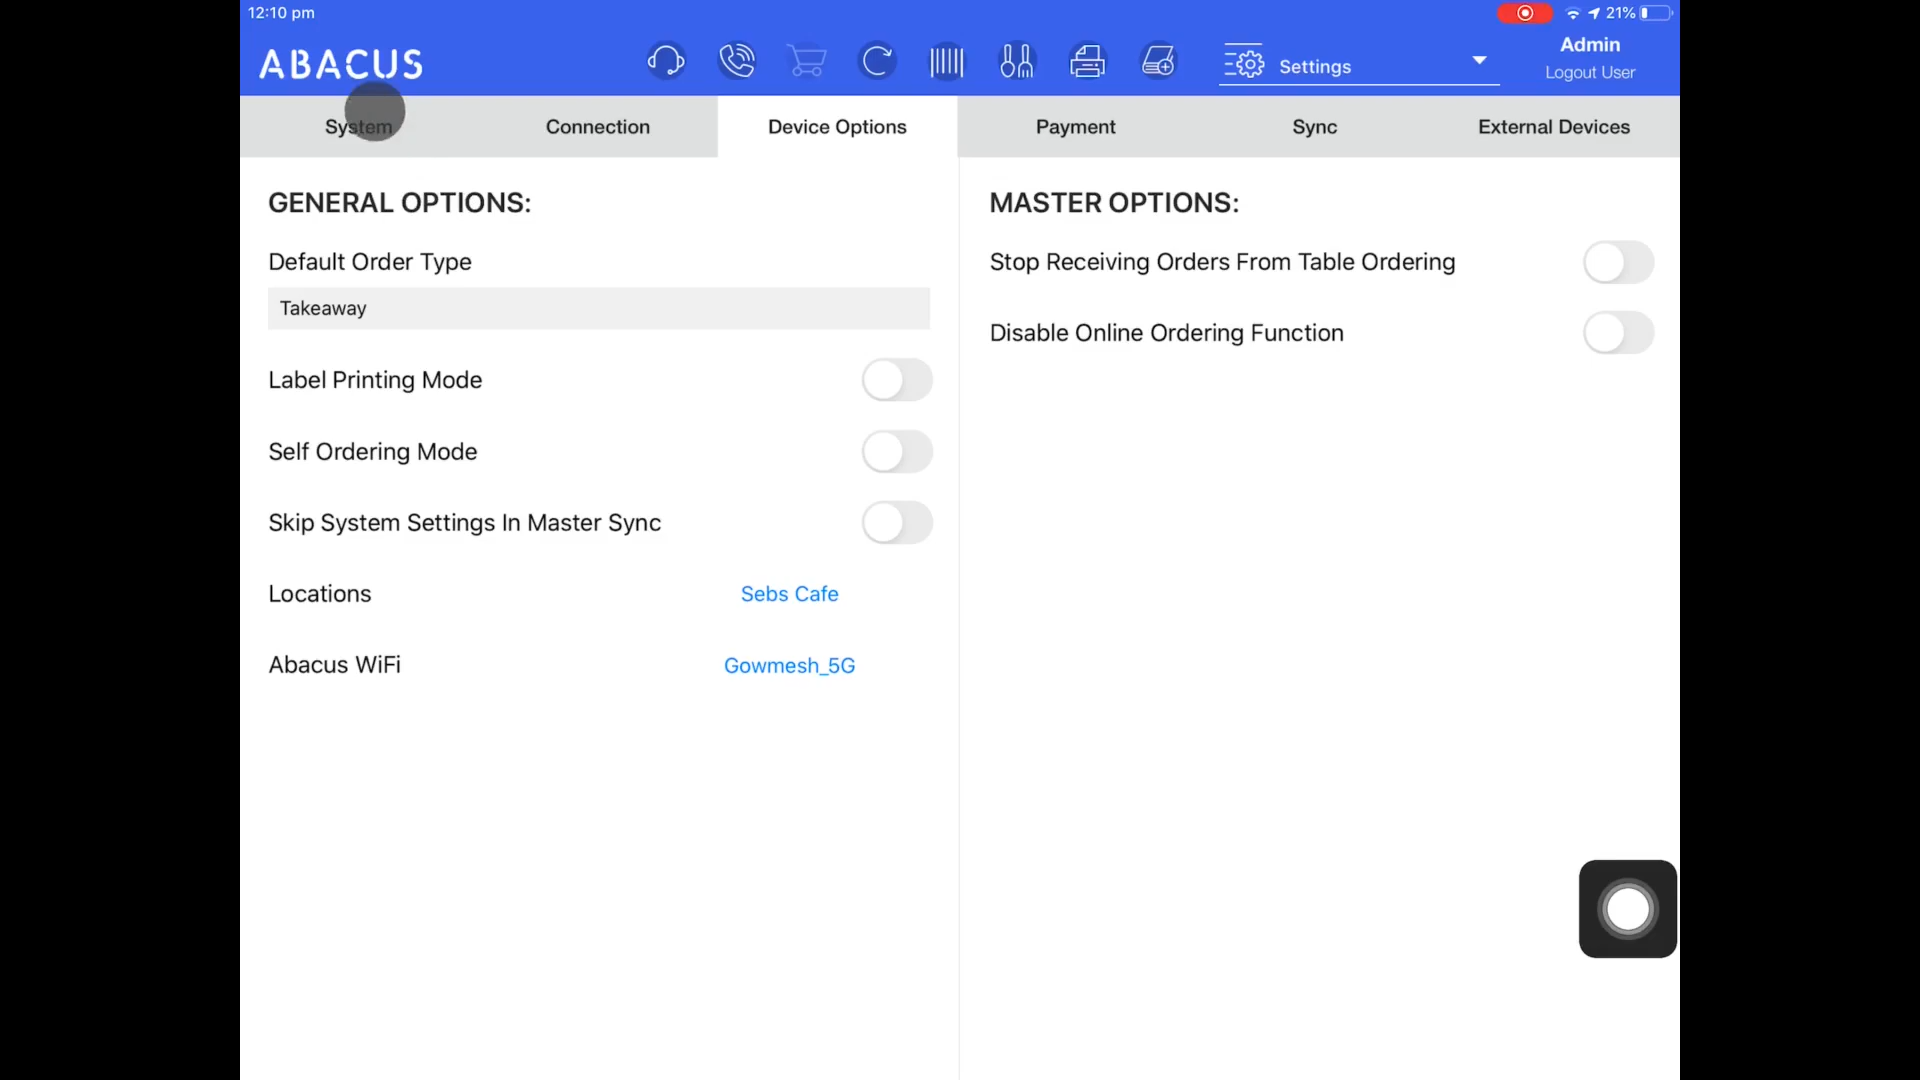 12:10 pm
21%
ABACUS
Settings
Admin
Logout User
System
Connection
Device Options
Payment
Sync
External Devices
GENERAL OPTIONS:
Default Order Type
Takeaway
Label Printing Mode
Self Ordering Mode
Skip System Settings In Master Sync
Locations
Sebs Cafe
Abacus WiFi
Gowmesh_5G
MASTER OPTIONS:
Stop Receiving Orders From Table Ordering
Disable Online Ordering Function